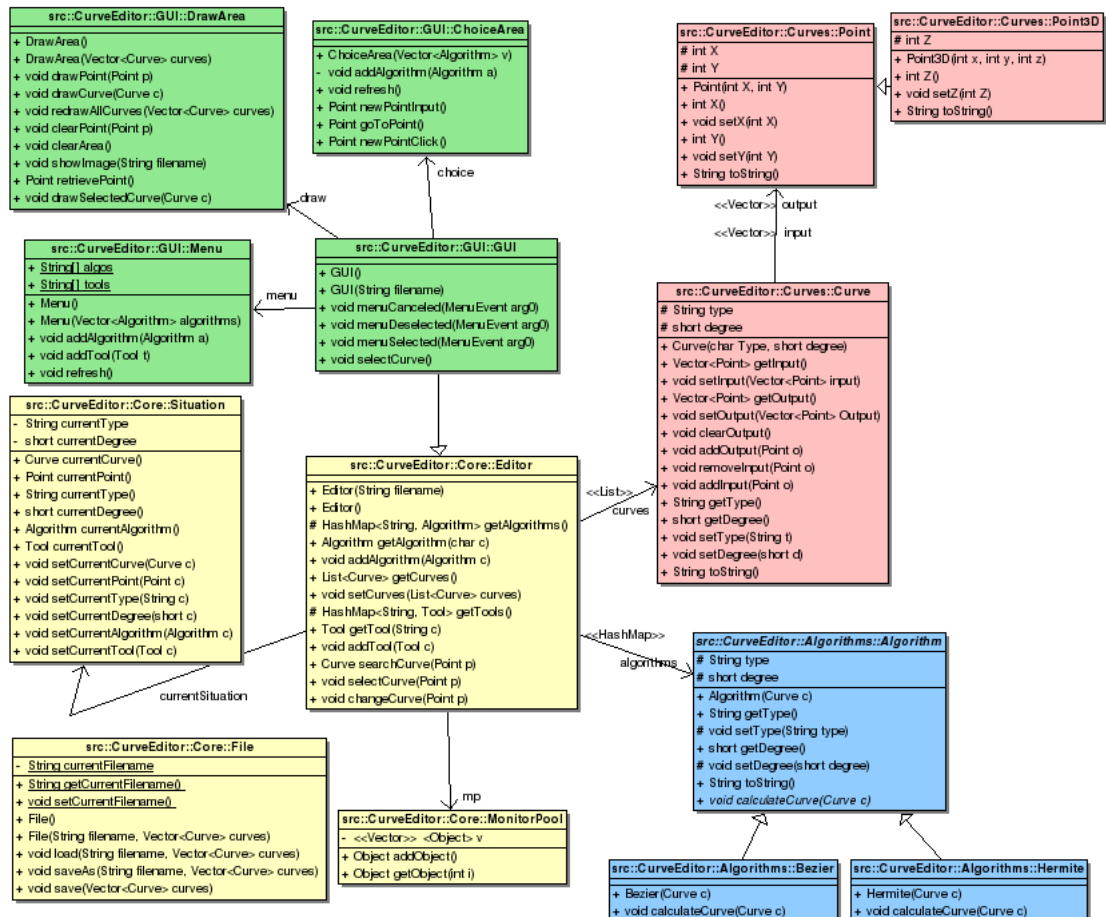 src::CurveEditor::GUI::DrawArea
+ DrawArea()
+ DrawArea(Vector<Curve> curves)
+ void drawPoint(Point p)
+ void drawCurve(Curve c)
+ void redrawAllCurves(Vector<Curve> curves)
+ void clearPoint(Point p)
+ void clearArea()
+ void showImage(String filename)
+ Point retrievePoint()
+ void drawSelectedCurve(Curve c)
src::CurveEditor::GUI::ChoiceArea
+ ChoiceArea(Vector<Algorithm> v)
- void addAlgorithm(Algorithm a)
+ void refresh()
+ Point newPointInput()
+ Point goToPoint()
+ Point newPointClick()
src::CurveEditor::Curves::Point
# int X
# int Y
+ Point(int X, int Y)
+ int X()
+ void setX(int X)
+ int Y()
+ void setY(int Y)
+ String toString()
src::CurveEditor::Curves::Point3D
# int Z
+ Point3D(int x, int y, int z)
+ int Z()
+ void setZ(int Z)
+ String toString()
choice
draw
menu
<<Vector>> output
<<Vector>> input
src::CurveEditor::GUI::Menu
+ String[] algos
+ String[] tools
+ Menu()
+ Menu(Vector<Algorithm> algorithms)
+ void addAlgorithm(Algorithm a)
+ void addTool(Tool t)
+ void refresh()
src::CurveEditor::GUI::GUI
+ GUI()
+ GUI(String filename)
+ void menuCanceled(MenuEvent arg0)
+ void menuDeselected(MenuEvent arg0)
+ void menuSelected(MenuEvent arg0)
+ void selectCurve()
src::CurveEditor::Curves::Curve
# String type
# short degree
+ Curve(char Type, short degree)
+ Vector<Point> getInput()
+ void setInput(Vector<Point> input)
+ Vector<Point> getOutput()
+ void setOutput(Vector<Point> Output)
+ void clearOutput()
+ void addOutput(Point o)
+ void removeInput(Point o)
+ void addInput(Point o)
+ String getType()
+ short getDegree()
+ void setType(String t)
+ void setDegree(short d)
+ String toString()
src::CurveEditor::Core::Situation
- String currentType
- short currentDegree
+ Curve currentCurve()
+ Point currentPoint()
+ String currentType()
+ short currentDegree()
+ Algorithm currentAlgorithm()
+ Tool currentTool()
+ void setCurrentCurve(Curve c)
+ void setCurrentPoint(Point c)
+ void setCurrentType(String c)
+ void setCurrentDegree(short c)
+ void setCurrentAlgorithm(Algorithm c)
+ void setCurrentTool(Tool c)
currentSituation
src::CurveEditor::Core::Editor
+ Editor(String filename)
+ Editor()
# HashMap<String, Algorithm> getAlgorithms()
+ Algorithm getAlgorithm(char c)
+ void addAlgorithm(Algorithm c)
+ List<Curve> getCurves()
+ void setCurves(List<Curve> curves)
# HashMap<String, Tool> getTools()
+ Tool getTool(String c)
+ void addTool(Tool c)
+ Curve searchCurve(Point p)
+ void selectCurve(Point p)
+ void changeCurve(Point p)
<<List>>
curves
<<HashMap>>
algorithms
src::CurveEditor::Algorithms::Algorithm
# String type
# short degree
+ Algorithm(Curve c)
+ String getType()
# void setType(String type)
+ short getDegree()
# void setDegree(short degree)
+ String toString()
+ void calculateCurve(Curve c)
src::CurveEditor::Core::File
- String currentFilename
+ String getCurrentFilename()
+ void setCurrentFilename()
+ File()
+ File(String filename, Vector<Curve> curves)
+ void load(String filename, Vector<Curve> curves)
+ void saveAs(String filename, Vector<Curve> curves)
+ void save(Vector<Curve> curves)
mp
src::CurveEditor::Core::MonitorPool
- <<Vector>> <Object> v
+ Object addObject()
+ Object getObject(int i)
src::CurveEditor::Algorithms::Bezier
+ Bezier(Curve c)
+ void calculateCurve(Curve c)
src::CurveEditor::Algorithms::Hermite
+ Hermite(Curve c)
+ void calculateCurve(Curve c)